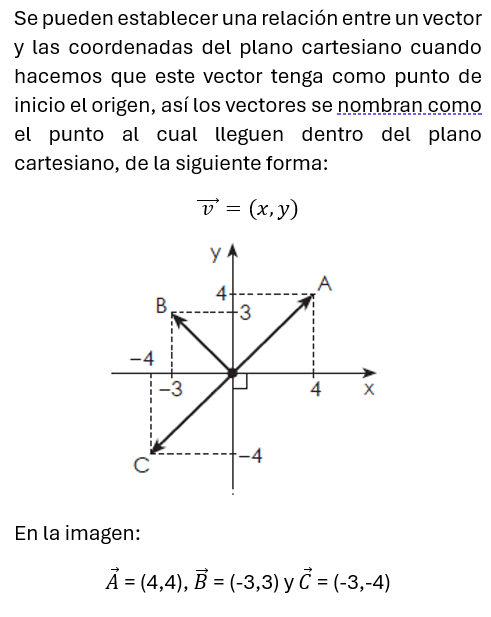 Se pueden establecer una relación entre un vector
y las coordenadas del plano cartesiano cuando
hacemos que este vector tenga como punto de
inicio el origen, así los vectores se nombran como
el punto al cual lleguen dentro del plano
cartesiano, de la siguiente forma:
v⃗ = (x, y)
y
A
4
B
3
−4
−3
4
x
C
−4
En la imagen:
A⃗ = (4,4), B⃗ = (-3,3) y C⃗ = (-3,-4)